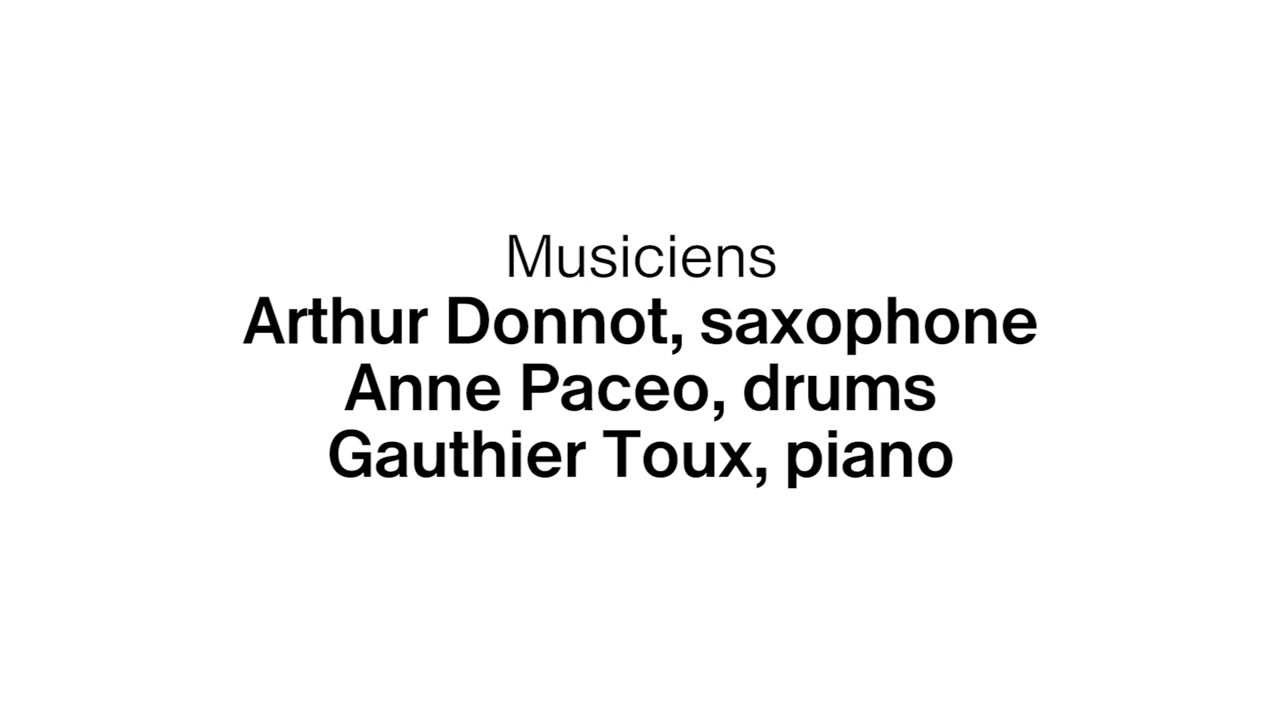 Musiciens
Arthur Donnot, saxophone
Anne Paceo, drums
Gauthier Toux, piano